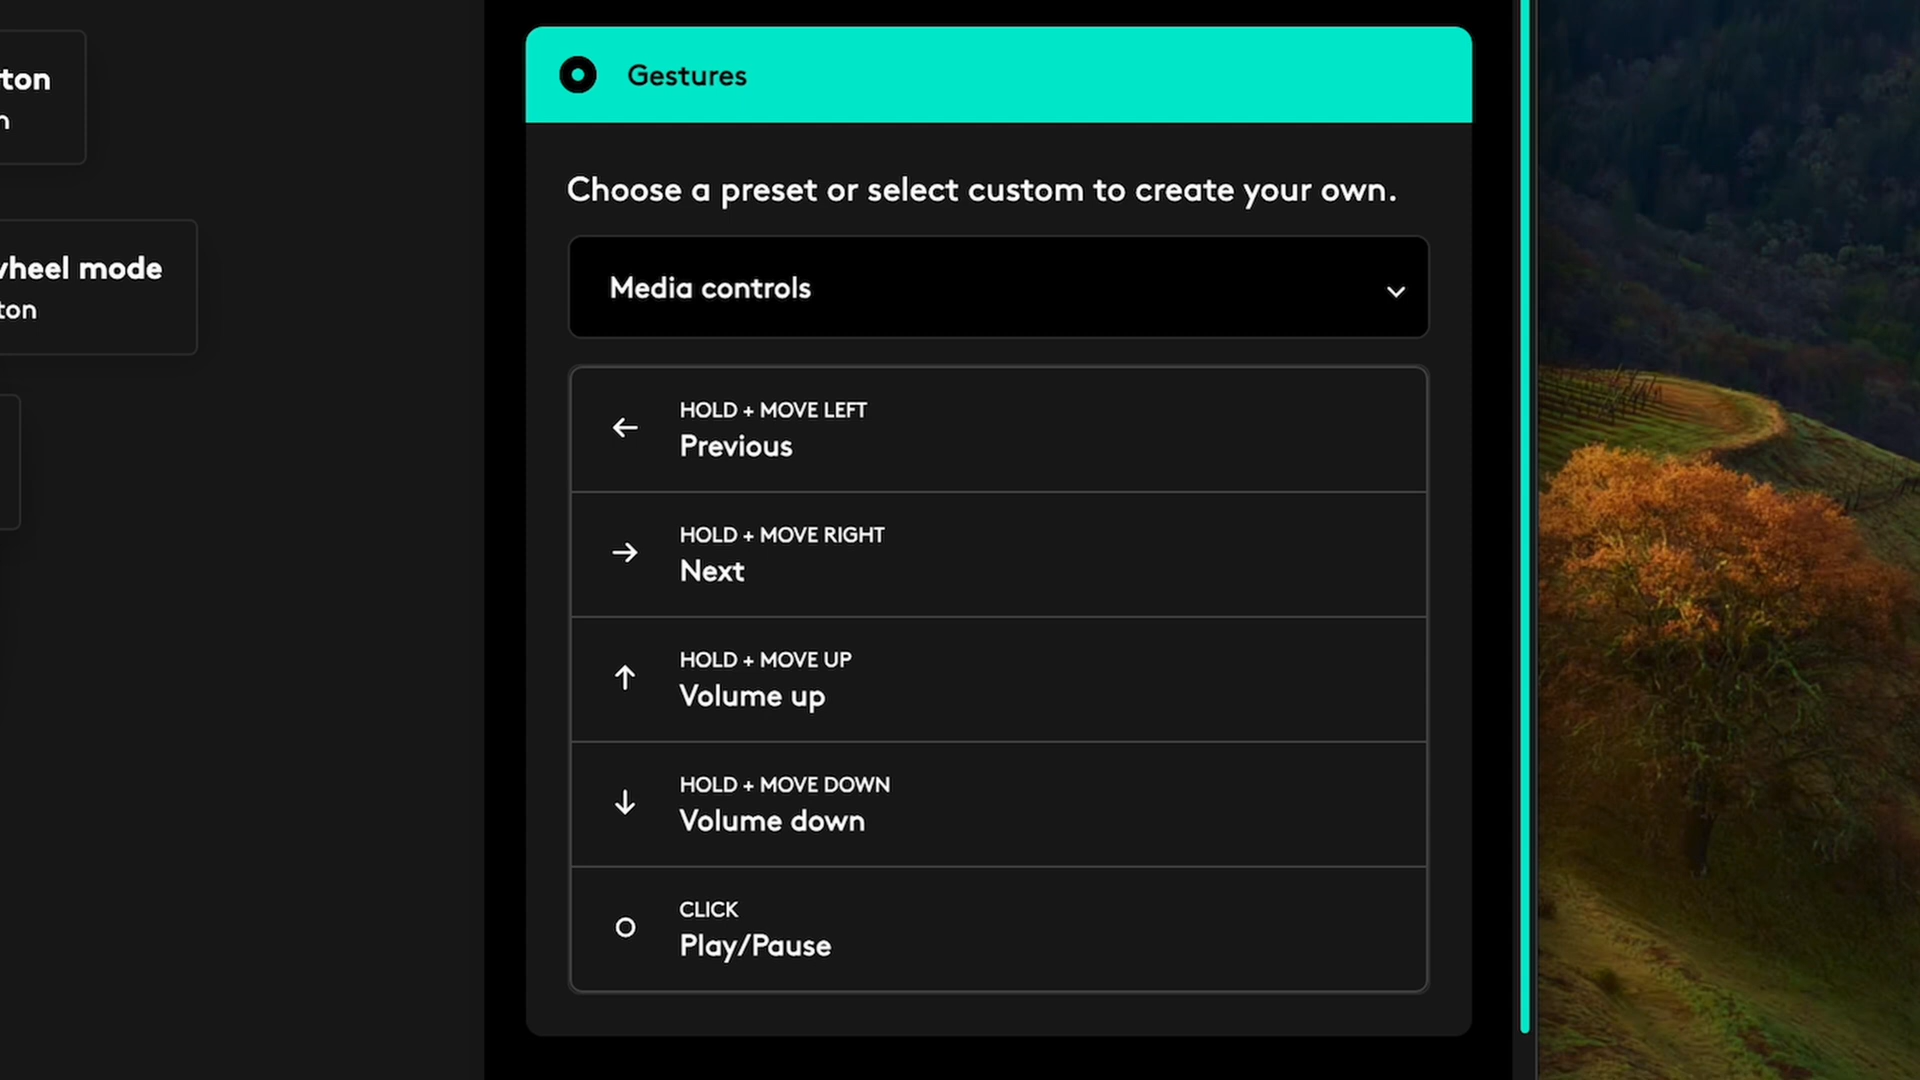 ton
n
wheel mode
ton
Gestures
Choose a preset or select custom to create your own.
Media controls
HOLD + MOVE LEFT
Previous
HOLD + MOVE RIGHT
Next
HOLD + MOVE UP
Volume up
HOLD + MOVE DOWN
Volume down
CLICK
Play/Pause